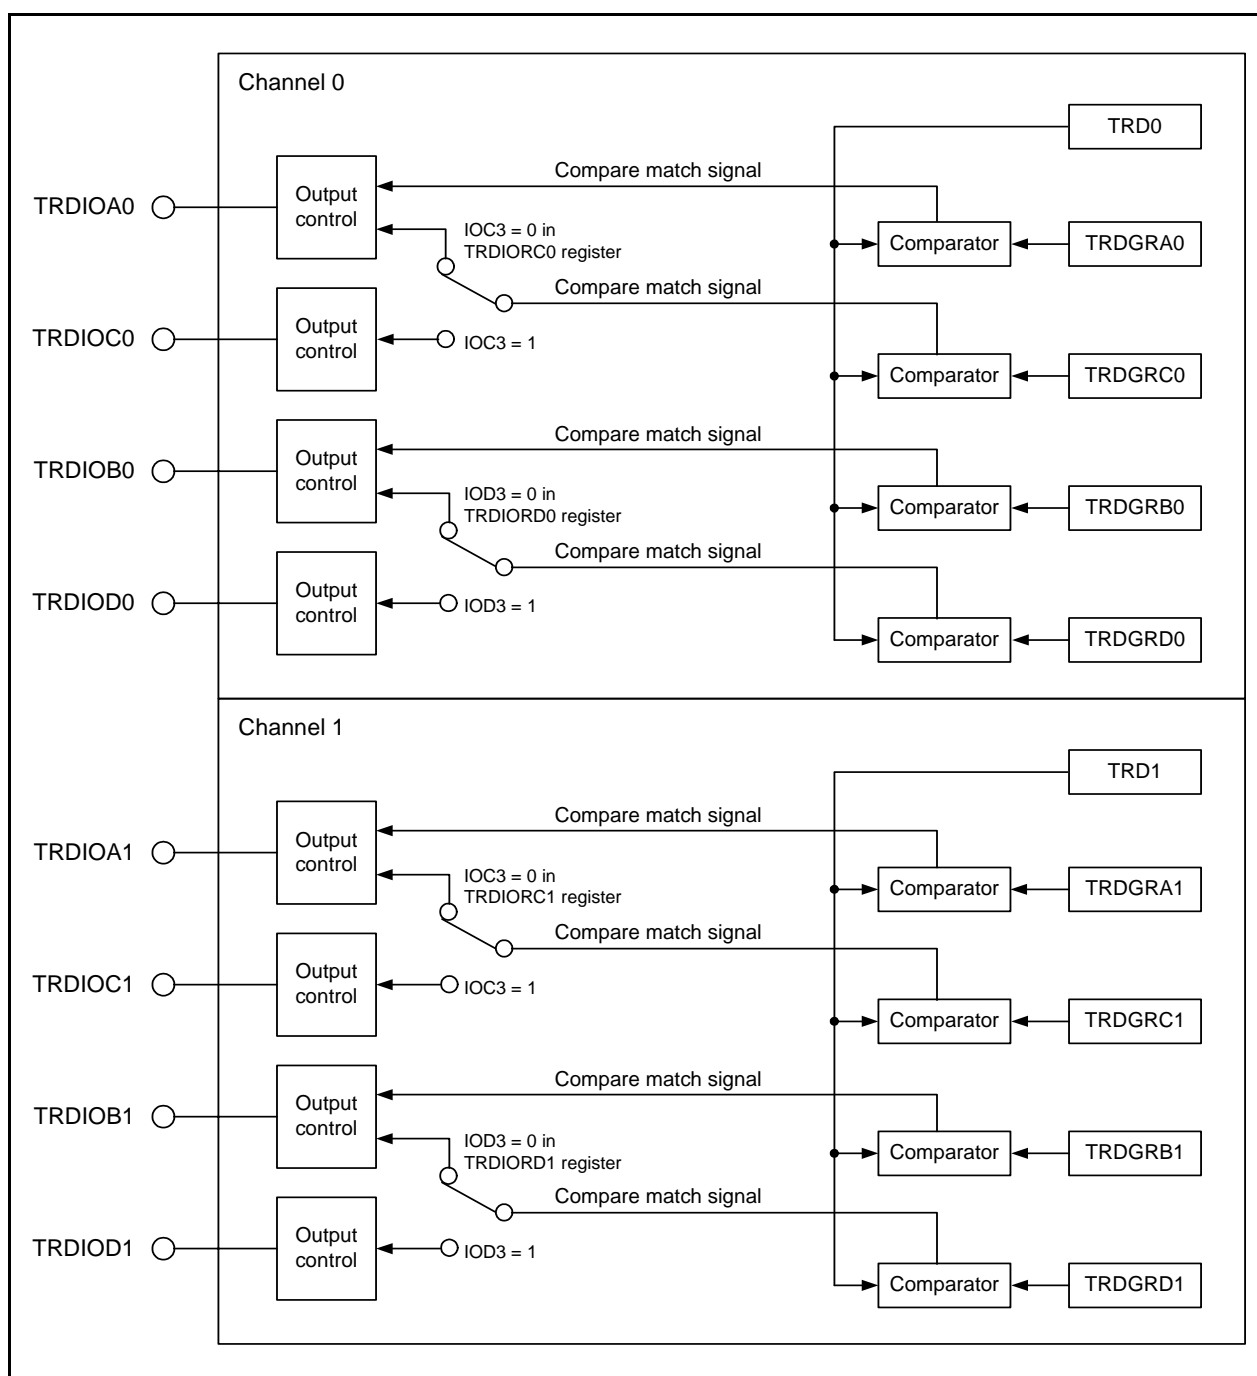 Channel 0
TRD0
Compare match signal
TRDIOA0
Output
control
IOC3 = 0 in
TRDIORC0 register
Comparator
TRDGRA0
Compare match signal
TRDIOC0
Output
control
IOC3 = 1
Comparator
TRDGRC0
Compare match signal
TRDIOB0
Output
control
IOD3 = 0 in
TRDIORD0 register
Comparator
TRDGRB0
Compare match signal
TRDIOD0
Output
control
IOD3 = 1
Comparator
TRDGRD0
Channel 1
TRD1
Compare match signal
TRDIOA1
Output
control
IOC3 = 0 in
TRDIORC1 register
Comparator
TRDGRA1
Compare match signal
TRDIOC1
Output
control
IOC3 = 1
Comparator
TRDGRC1
Compare match signal
TRDIOB1
Output
control
IOD3 = 0 in
TRDIORD1 register
Comparator
TRDGRB1
Compare match signal
TRDIOD1
Output
control
IOD3 = 1
Comparator
TRDGRD1